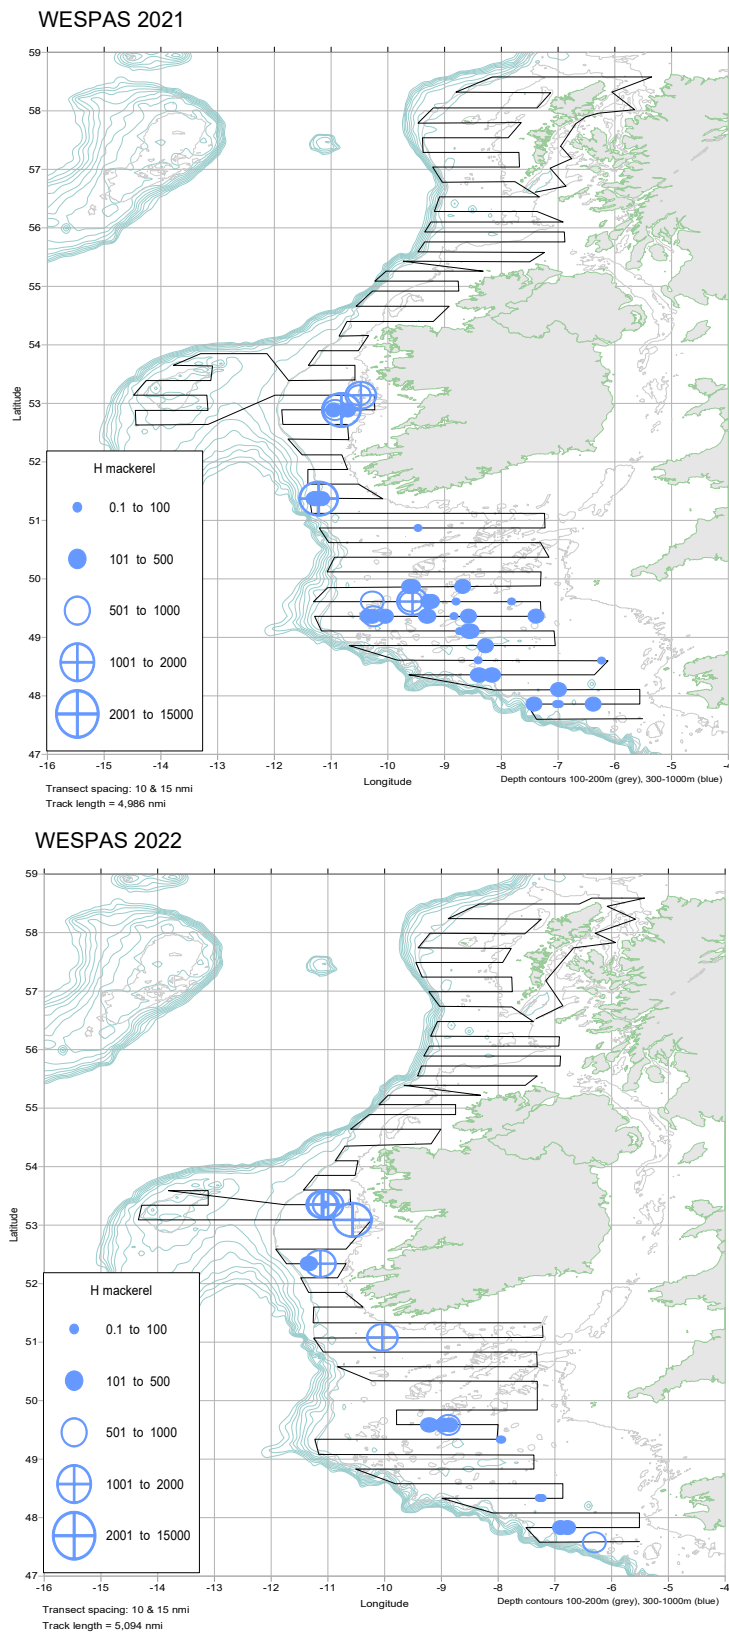 WESPAS 2021
59
58
57
56
55
54
53
52
51
50
49
48
47
Latitude
H mackerel
0.1 to 100
101 to 500
501 to 1000
1001 to 2000
2001 to 15000
-16 -15 -14 -13 -12 -11 -10 -9 -8 -7 -6 -5 -4
Longitude
Depth contours 100-200m (grey), 300-1000m (blue)
Transect spacing: 10 & 15 nmi
Track length = 4,986 nmi
WESPAS 2022
59
58
57
56
55
54
53
52
51
50
49
48
47
Latitude
H mackerel
0.1 to 100
101 to 500
501 to 1000
1001 to 2000
2001 to 15000
-16 -15 -14 -13 -12 -11 -10 -9 -8 -7 -6 -5 -4
Longitude
Depth contours 100-200m (grey), 300-1000m (blue)
Transect spacing: 10 & 15 nmi
Track length = 5,094 nmi